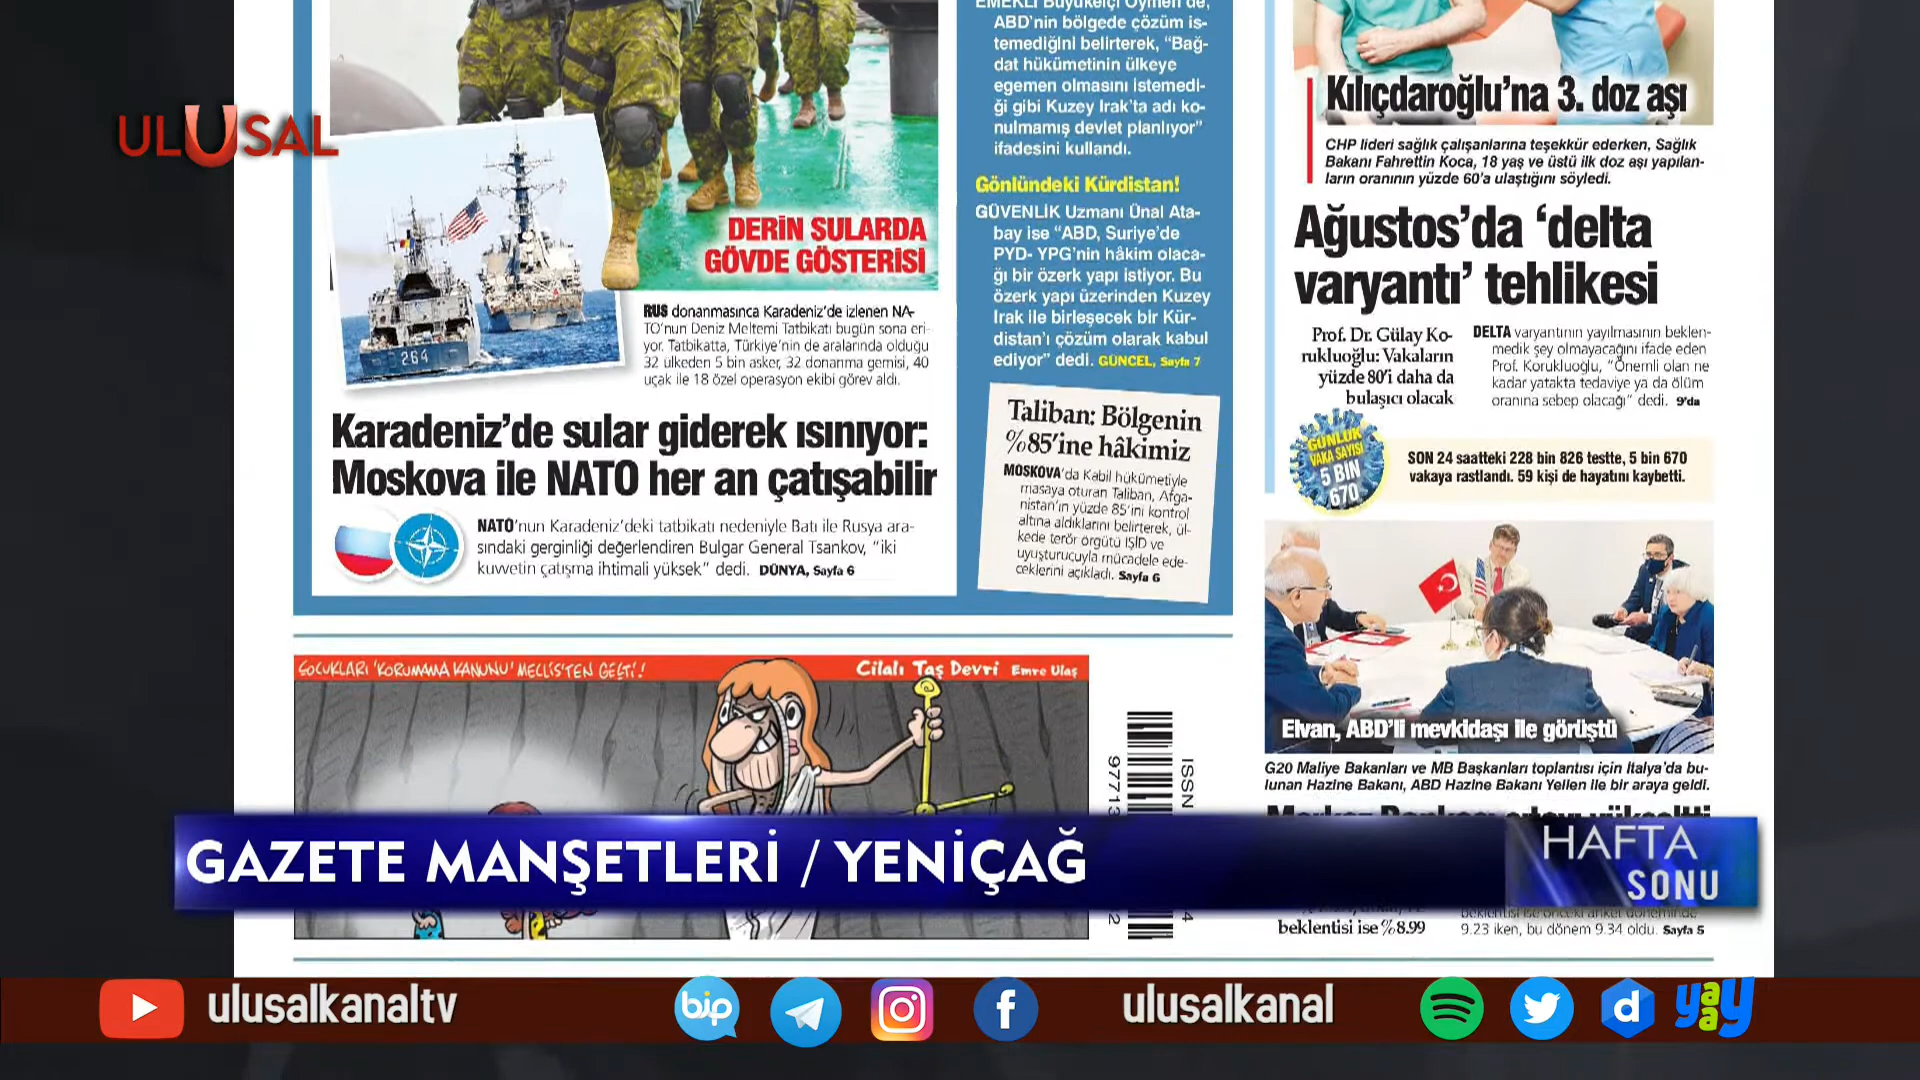 ULUSAL
DERİN SULARDA
GÖVDE GÖSTERİSİ
264
RUS donanmasınca Karadeniz'de izlenen NA-
TO'nun Deniz Meltemi Tatbikatı bugün sona eri-
yor. Tatbikatta, Türkiye'nin de aralarında olduğu
32 ülkeden 5 bin asker, 32 donanma gemisi, 40
uçak ile 18 özel operasyon ekibi görev aldı.
Karadeniz'de sular giderek ısınıyor:
Moskova ile NATO her an çatışabilir
NATO'nun Karadeniz'deki tatbikatı nedeniyle Batı ile Rusya ara-
sındaki gerginliği değerlendiren Bulgar General Tsankov, "iki
kuvvetin çatışma ihtimali yüksek" dedi. DÜNYA, Sayfa 6
EMEKLİ Büyükelçi Öymen de,
ABD'nin bölgede çözüm is-
temediğini belirterek, "Bağ-
dat hükümetinin ülkeye
egemen olmasını istemedi-
ği gibi Kuzey Irak'ta adı ko-
nulmamış devlet planlıyor"
ifadesini kullandı.
Gönlündeki Kürdistan!
GÜVENLİK Uzmanı Ünal Ata-
bay ise "ABD, Suriye'de
PYD- YPG'nin hâkim olaca-
ğı bir özerk yapı istiyor. Bu
özerk yapı üzerinden Kuzey
Irak ile birleşecek bir Kür-
distan'ı çözüm olarak kabul
ediyor" dedi. GÜNCEL, Sayfa 7
Taliban: Bölgenin
%85'ine hâkimiz
MOSKOVA'da Kabil hükümetiyle
masaya oturan Taliban, Afga-
nistan'ın yüzde 85'ini kontrol
altına aldıklarını belirterek, ül-
kede terör örgütü IŞİD ve
uyuşturucuyla mücadele ede-
ceklerini açıkladı. Sayfa 6
Kılıçdaroğlu'na 3. doz aşı
CHP lideri sağlık çalışanlarına teşekkür ederken, Sağlık
Bakanı Fahrettin Koca, 18 yaş ve üstü ilk doz aşı yapılan-
ların oranının yüzde 60'a ulaştığını söyledi.
Ağustos'da 'delta
varyantı' tehlikesi
Prof. Dr. Gülay Ko-
rukluoğlu: Vakaların
yüzde 80'i daha da
bulaşıcı olacak
DELTA varyantının yayılmasının beklen-
medik şey olmayacağını ifade eden
Prof. Korukluoğlu, "Önemli olan ne
kadar yatakta tedaviye ya da ölüm
oranına sebep olacağı" dedi. 9'da
GÜNLÜK
VAKA SAYISI
5 BİN
670
SON 24 saatteki 228 bin 826 testte, 5 bin 670
vakaya rastlandı. 59 kişi de hayatını kaybetti.
Elvan, ABD'li mevkidaşı ile görüştü
G20 Maliye Bakanları ve MB Başkanları toplantısı için İtalya'da bu-
lunan Hazine Bakanı, ABD Hazine Bakanı Yellen ile bir araya geldi.
beklentisi ise %8.99
beklentisi ise önceki anket döneminde
9.23 iken, bu dönem 9.34 oldu. Sayfa 5
ÇOCUKLARI 'KORUMAMA KANUNU' MECLİS'TEN GEÇTİ.!
Cilalı Taş Devri Emre Ulaş
ISSN
9771
GAZETE MANŞETLERİ / YENİÇAĞ
HAFTA
SONU
ulusalkanaltv
bip
ulusalkanal
d
yaay